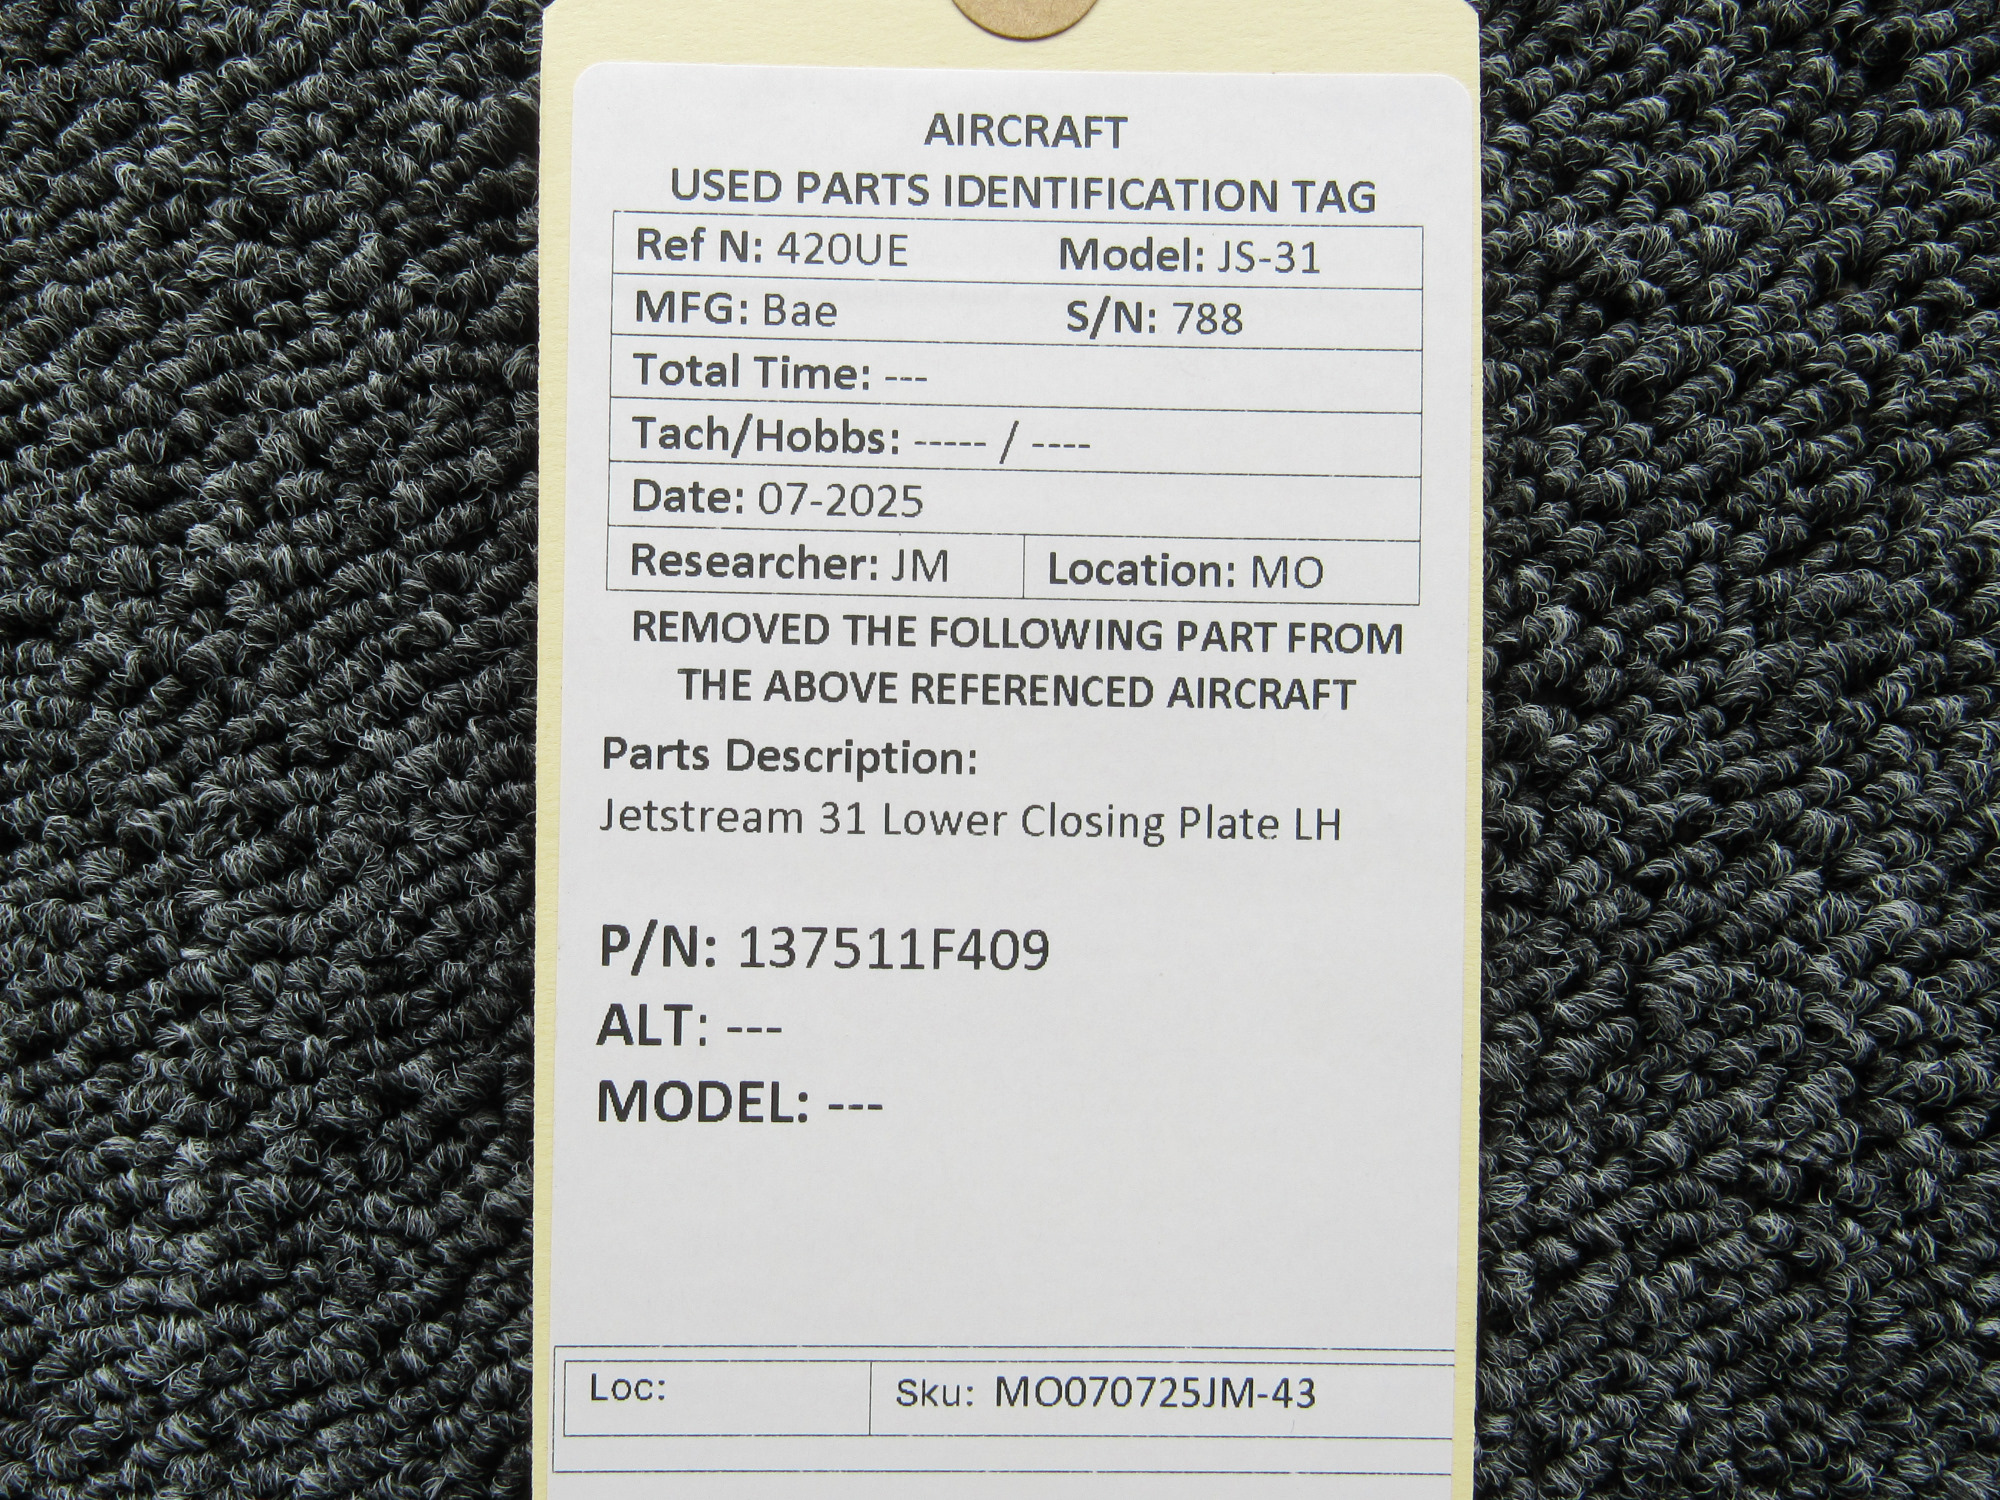 AIRCRAFT
USED PARTS IDENTIFICATION TAG
Ref N: 420UE Model: JS-31
MFG: Bae S/N: 788
Total Time: ---
Tach/Hobbs: ----- / ----
Date: 07-2025
Researcher: JM Location: MO
REMOVED THE FOLLOWING PART FROM
THE ABOVE REFERENCED AIRCRAFT
Parts Description:
Jetstream 31 Lower Closing Plate LH
P/N: 137511F409
ALT: ---
MODEL: ---
Loc: Sku: MO070725JM-43